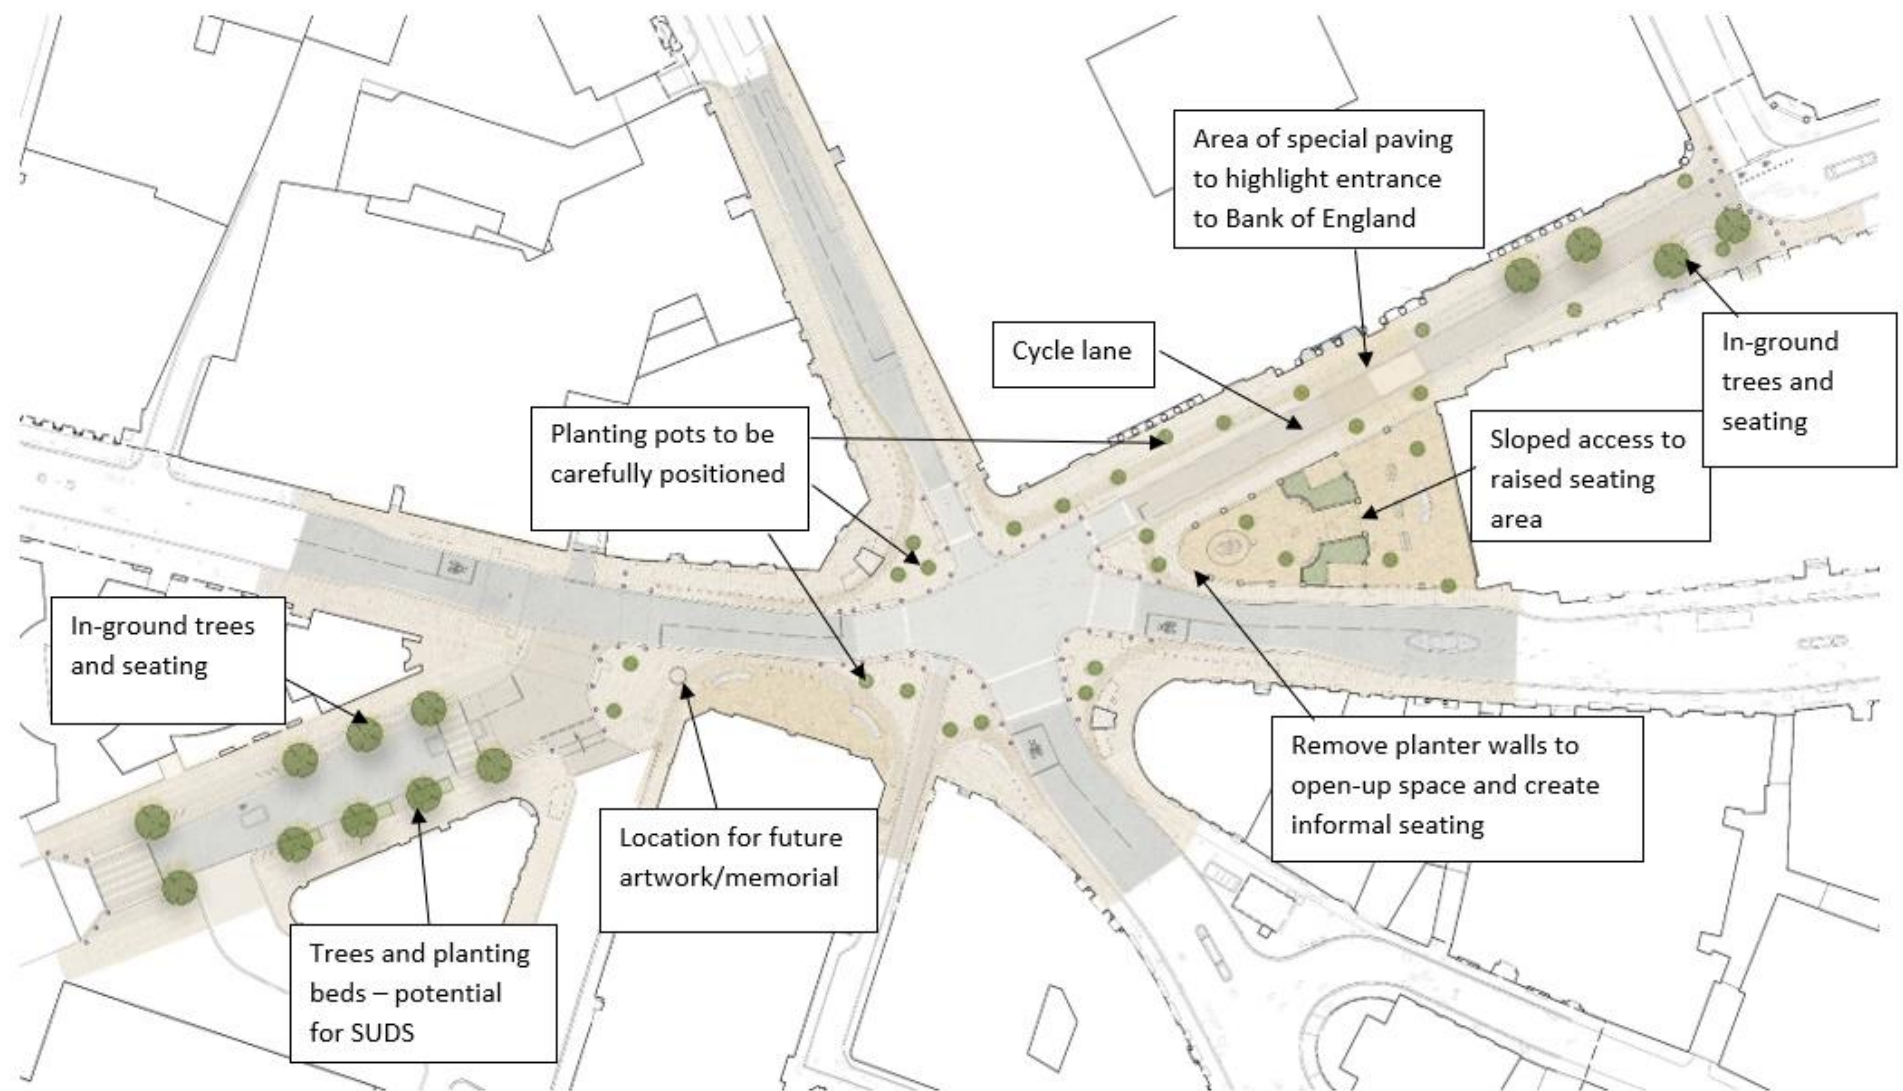 Area of special paving
to highlight entrance
to Bank of England
Cycle lane
In-ground
trees and
seating
Planting pots to be
carefully positioned
Sloped access to
raised seating
area
In-ground trees
and seating
Remove planter walls to
open-up space and create
informal seating
Location for future
artwork/memorial
Trees and planting
beds – potential
for SUDS